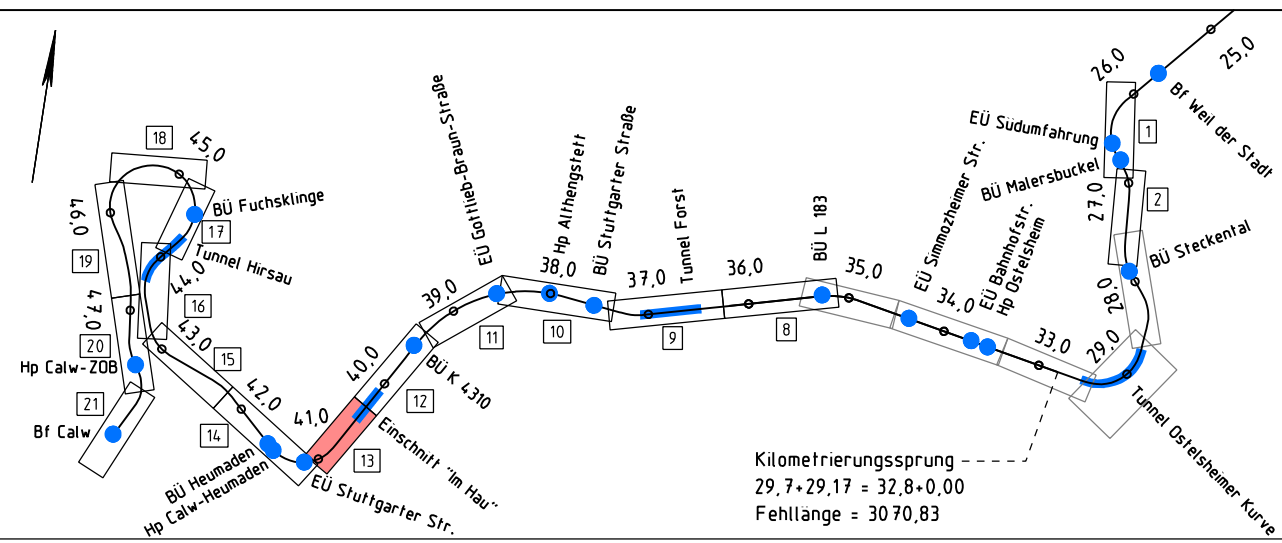 18
45,0
46,0
BÜ Fuchsklinge
17
Tunnel Hirsau
19
44,0
16
47,0
20
43,0
15
Hp Calw-ZOB
21
42,0
Bf Calw
14
BÜ Heumaden
Hp Calw-Heumaden
41,0
EÜ Stuttgarter Str.
13
Einschnitt "Im Hau"
40,0
12
BÜ K 4310
39,0
11
EÜ Gottlieb-Braun-Straße
38,0
Hp Althengstett
10
BÜ Stuttgarter Straße
37,0
Tunnel Forst
9
36,0
8
BÜ L 183
35,0
EÜ Simmozheimer Str.
34,0
EÜ Bahnhofstr.
Hp Ostelsheim
33,0
Kilometrierungssprung
29,7+29,17 = 32,8+0,00
Fehllänge = 3070,83
29,0
Tunnel Ostelsheimer Kurve
28,0
BÜ Steckental
27,0
2
BÜ Malersbuckel
EÜ Südumfahrung
1
26,0
Bf Weil der Stadt
25,0